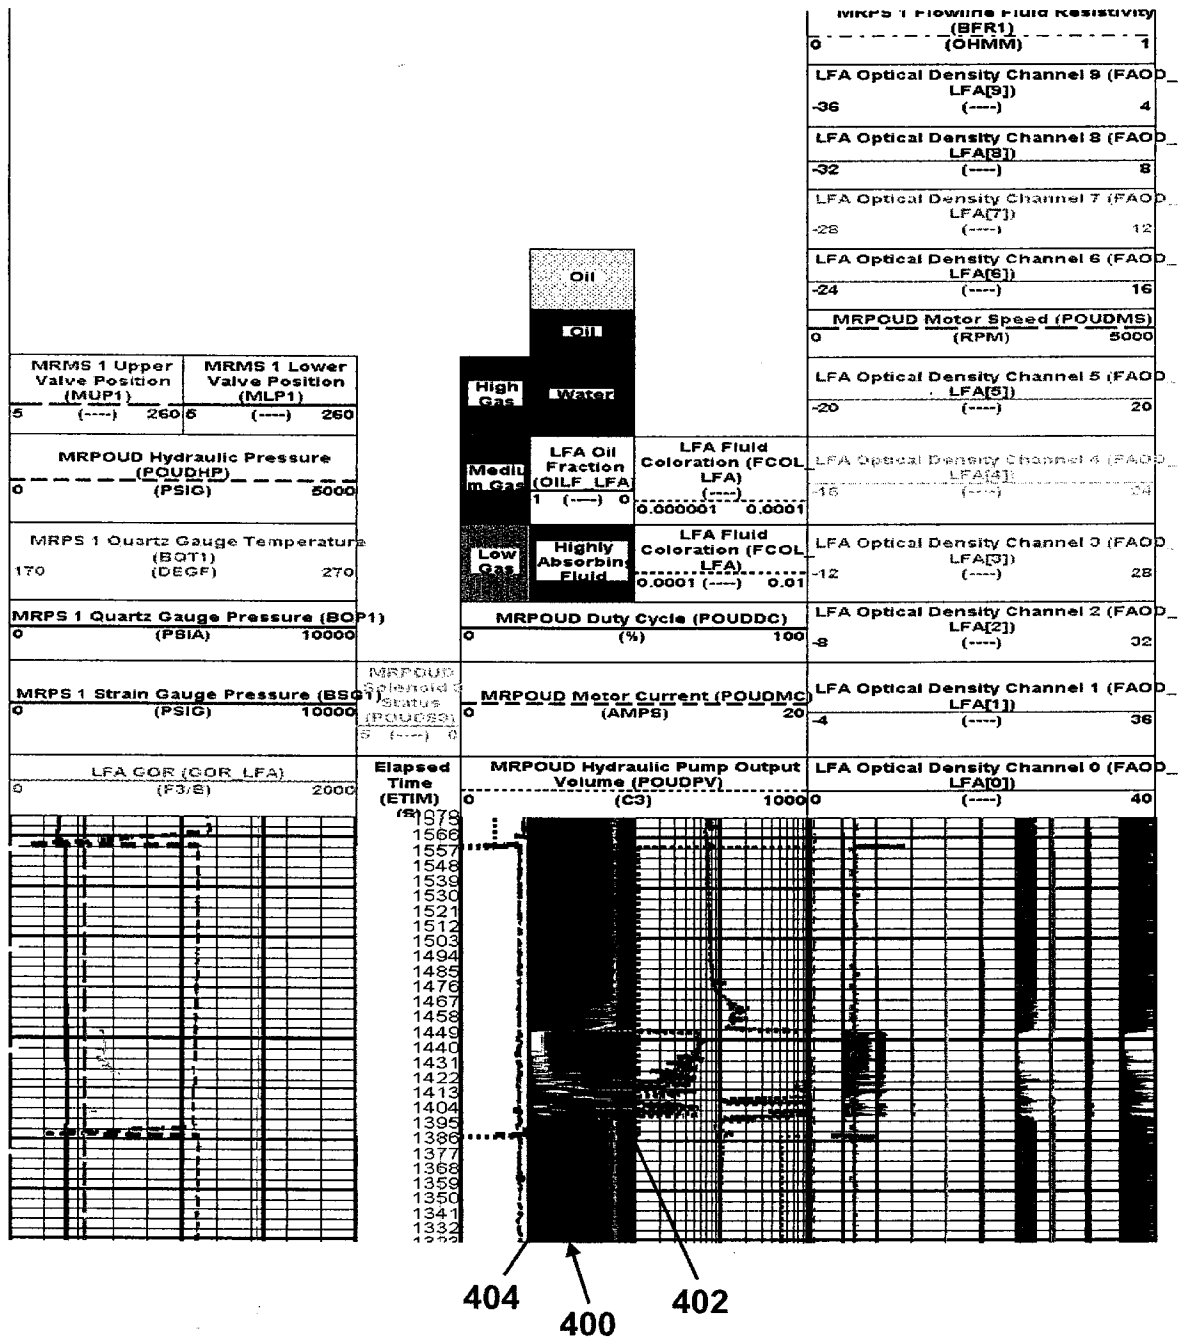 MRPS 1 Flowline Fluid Resistivity
(BFR1)
0 (OHMM) 1
LFA Optical Density Channel 9 (FAOD_
LFA[9])
-36 (----) 4
LFA Optical Density Channel 8 (FAOD_
LFA[8])
-32 (----) 8
LFA Optical Density Channel 7 (FAOD_
LFA[7])
-28 (----) 12
LFA Optical Density Channel 6 (FAOD_
LFA[6])
-24 (----) 16
MRPOUD Motor Speed (POUDMS)
0 (RPM) 5000
LFA Optical Density Channel 5 (FAOD_
LFA[5])
-20 (----) 20
LFA Optical Density Channel 4 (FAOD_
LFA[4])
-16 (----) 24
LFA Optical Density Channel 3 (FAOD_
LFA[3])
-12 (----) 28
LFA Optical Density Channel 2 (FAOD_
LFA[2])
-8 (----) 32
LFA Optical Density Channel 1 (FAOD_
LFA[1])
-4 (----) 36
LFA Optical Density Channel 0 (FAOD_
LFA[0])
0 (----) 40
Oil
Oil
Water
High
Gas
Mediu
m Gas
Low
Gas
LFA Oil
Fraction
(OILF_LFA)
1 (----) 0
Highly
Absorbing
Fluid
LFA Fluid
Coloration (FCOL_
LFA)
(----)
0.000001 0.0001
LFA Fluid
Coloration (FCOL_
LFA)
0.0001 (----) 0.01
MRPOUD Duty Cycle (POUDDC)
0 (%) 100
MRPOUD Motor Current (POUDMC)
0 (AMPS) 20
MRPOUD Hydraulic Pump Output
Volume (POUDPV)
0 (C3) 1000
MRMS 1 Upper
Valve Position
(MUP1)
5 (----) 260
MRMS 1 Lower
Valve Position
(MLP1)
5 (----) 260
MRPOUD Hydraulic Pressure
(POUDHP)
0 (PSIG) 5000
MRPS 1 Quartz Gauge Temperature
(BQT1)
170 (DEGF) 270
MRPS 1 Quartz Gauge Pressure (BQP1)
0 (PSIA) 10000
MRPS 1 Strain Gauge Pressure (BSG1)
0 (PSIG) 10000
MRPOUD
Solenoid 3
Status
(POUDS3)
5 (----) 0
LFA GOR (GOR_LFA)
0 (F3/B) 2000
Elapsed
Time
(ETIM)
(S)
1575
1566
1557
1548
1539
1530
1521
1512
1503
1494
1485
1476
1467
1458
1449
1440
1431
1422
1413
1404
1395
1386
1377
1368
1359
1350
1341
1332
1323
404
400
402